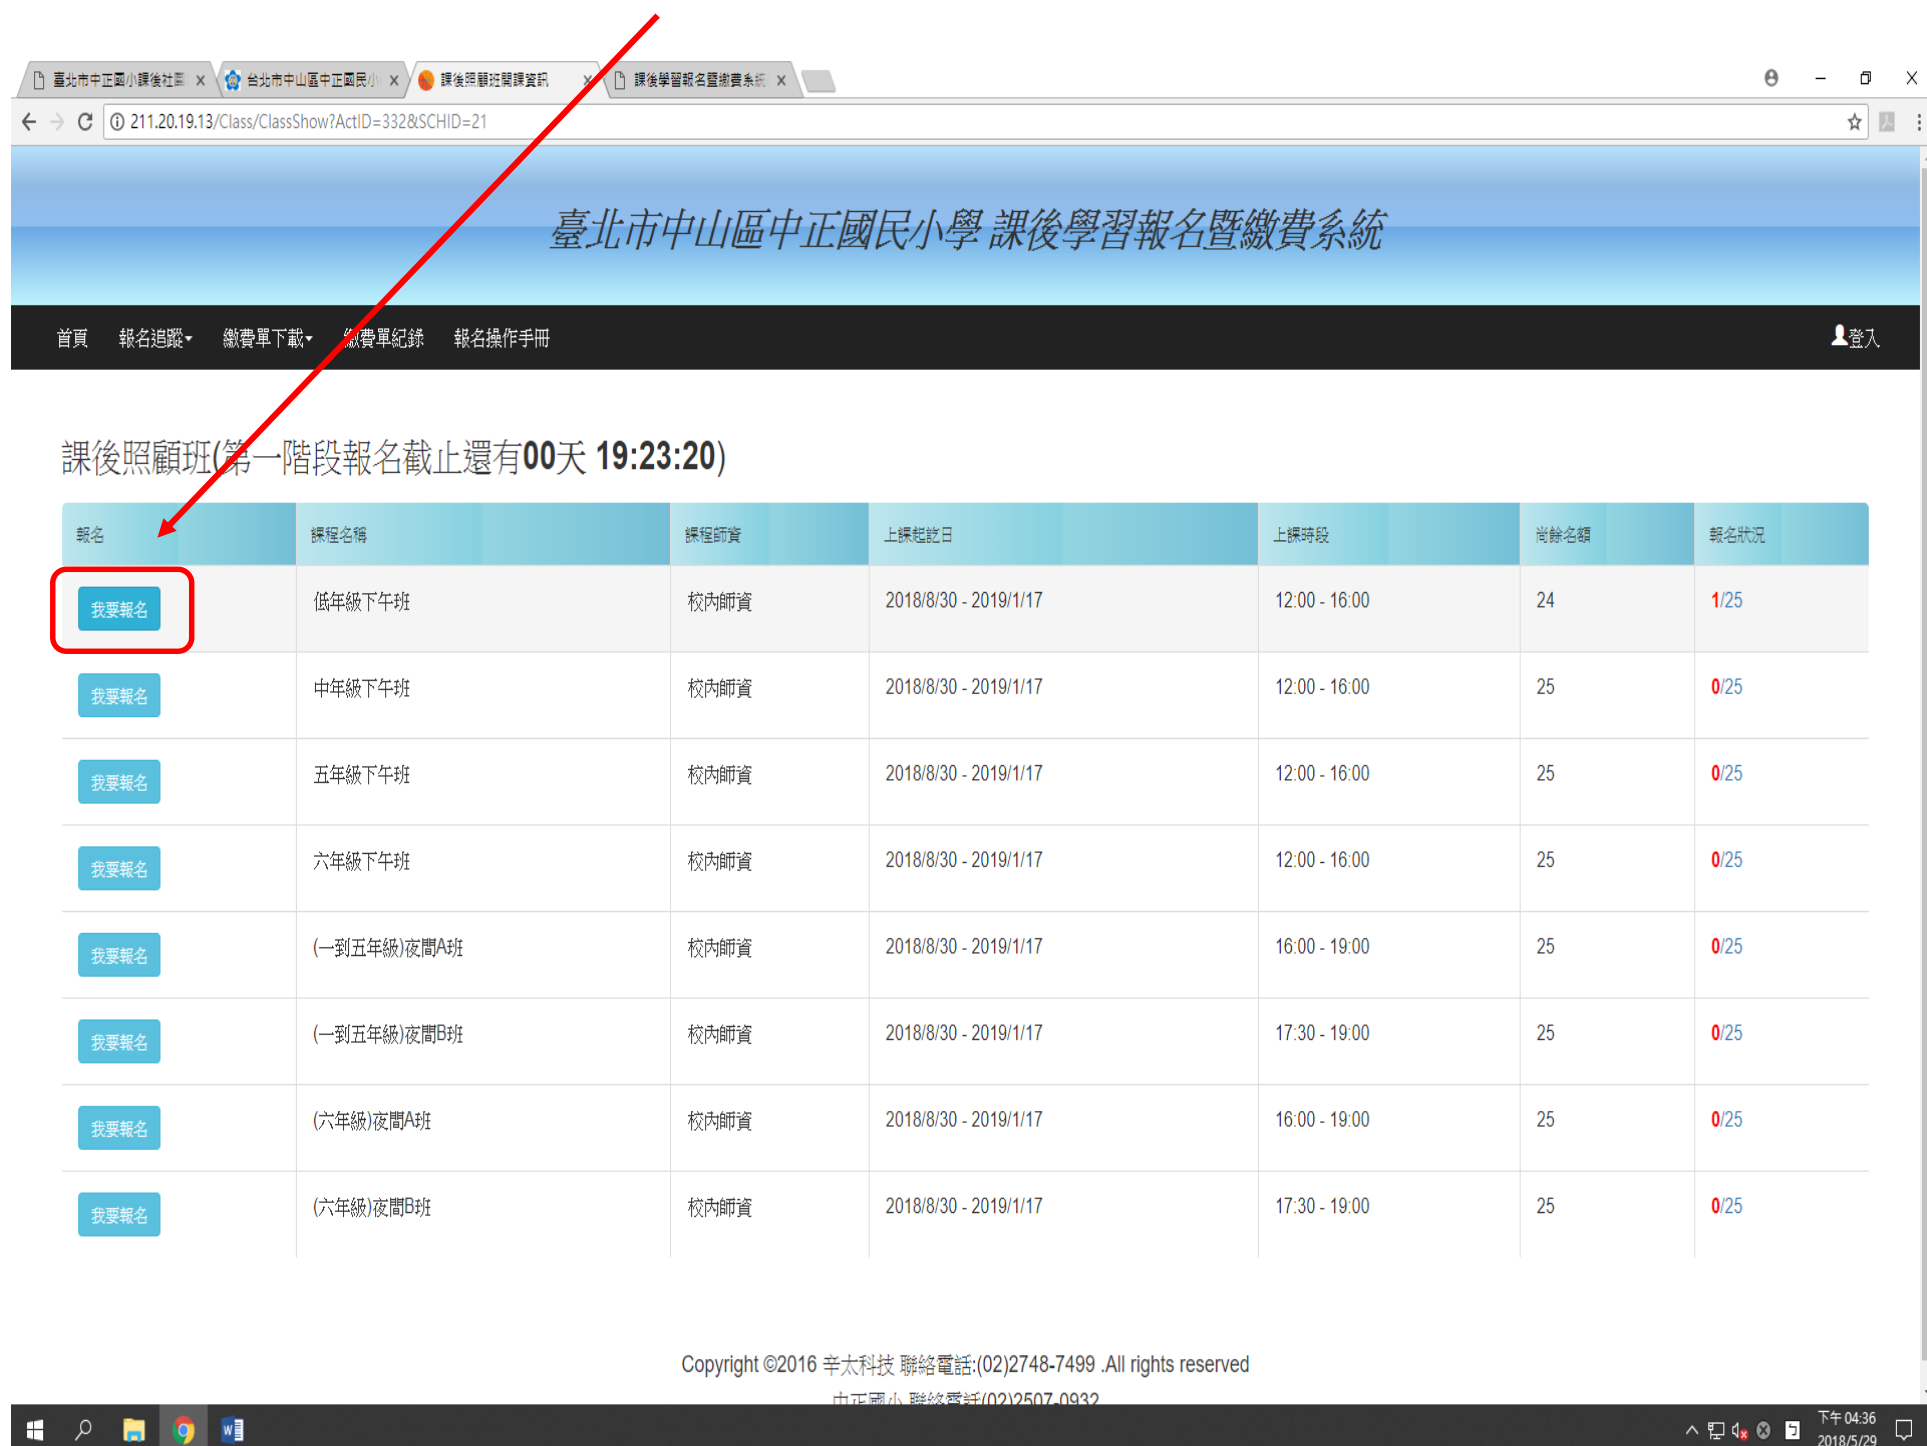 臺北市中正國小課後社團
台北市中山區中正國民小
課後照顧班開課資訊
課後學習報名暨繳費系統
211.20.19.13/Class/ClassShow?ActID=332&SCHID=21
臺北市中山區中正國民小學 課後學習報名暨繳費系統
首頁 報名追蹤 繳費單下載 繳費單紀錄 報名操作手冊 登入
課後照顧班(第一階段報名截止還有00天 19:23:20)
報名 課程名稱 課程師資 上課起訖日 上課時段 尚餘名額 報名狀況
我要報名 低年級下午班 校內師資 2018/8/30 - 2019/1/17 12:00 - 16:00 24 1/25
我要報名 中年級下午班 校內師資 2018/8/30 - 2019/1/17 12:00 - 16:00 25 0/25
我要報名 五年級下午班 校內師資 2018/8/30 - 2019/1/17 12:00 - 16:00 25 0/25
我要報名 六年級下午班 校內師資 2018/8/30 - 2019/1/17 12:00 - 16:00 25 0/25
我要報名 (一到五年級)夜間A班 校內師資 2018/8/30 - 2019/1/17 16:00 - 19:00 25 0/25
我要報名 (一到五年級)夜間B班 校內師資 2018/8/30 - 2019/1/17 17:30 - 19:00 25 0/25
我要報名 (六年級)夜間A班 校內師資 2018/8/30 - 2019/1/17 16:00 - 19:00 25 0/25
我要報名 (六年級)夜間B班 校內師資 2018/8/30 - 2019/1/17 17:30 - 19:00 25 0/25
Copyright ©2016 辛太科技 聯絡電話:(02)2748-7499 .All rights reserved
中正國小 聯絡電話(02)2507-0932
下午 04:36
2018/5/29